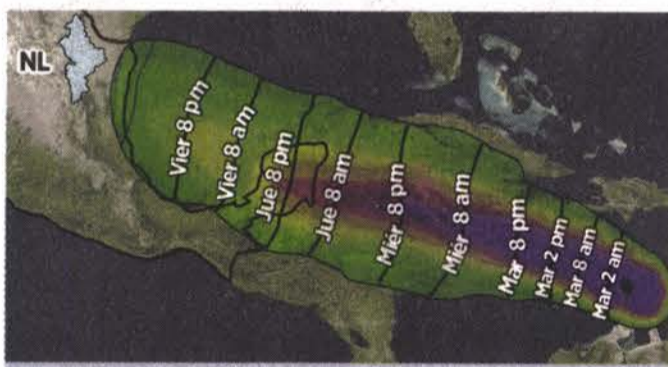 NL
Vier 8 pm
Vier 8 am
Jue 8 pm
Jue 8 am
Mier 8 pm
Mier 8 am
Mar 8 pm
Mar 2 pm
Mar 8 am
Mar 2 am